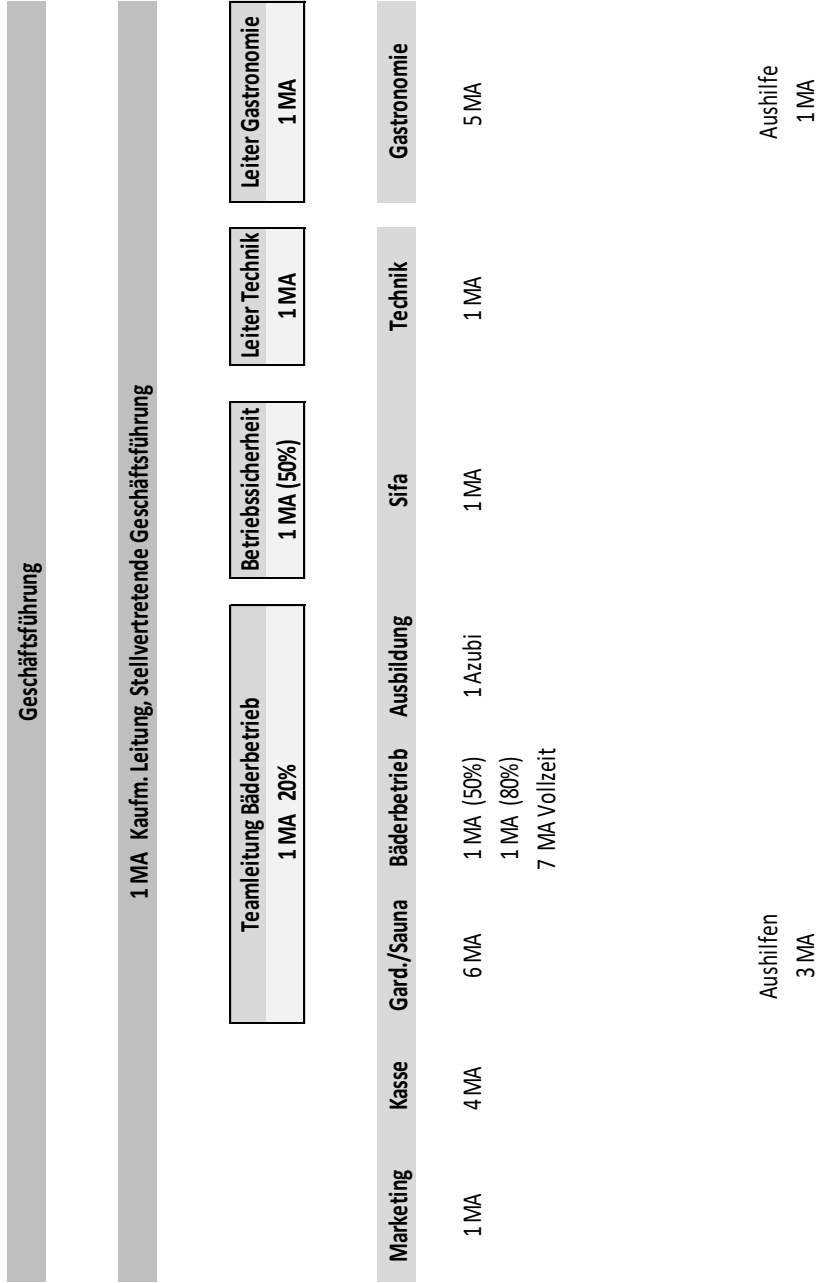 Geschäftsführung
1 MA Kaufm. Leitung, Stellvertretende Geschäftsführung
Teamleitung Bäderbetrieb
1 MA 20%
Betriebssicherheit
1 MA (50%)
Leiter Technik
1 MA
Leiter Gastronomie
1 MA
Marketing
Kasse
Gard./Sauna
Bäderbetrieb
Ausbildung
Sifa
Technik
Gastronomie
1 MA
4 MA
6 MA
1 MA (50%)
1 MA (80%)
7 MA Vollzeit
1 Azubi
1 MA
1 MA
5 MA
Aushilfen
3 MA
Aushilfe
1 MA